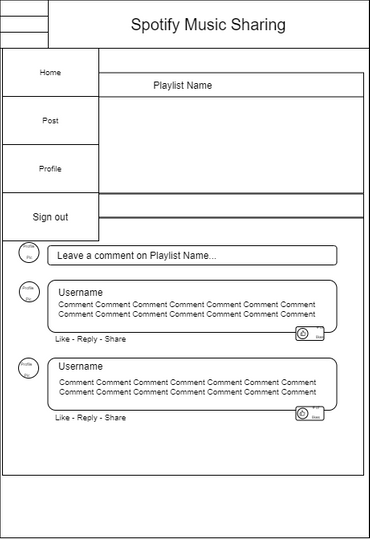 Spotify Music Sharing
Home
Playlist Name
Post
Profile
Sign out
Profile
Pic
Leave a comment on Playlist Name...
Profile
Pic
Username
Comment Comment Comment Comment Comment Comment Comment
Comment Comment Comment Comment Comment Comment Comment
Like - Reply - Share
Profile
Pic
Username
Comment Comment Comment Comment Comment Comment Comment
Comment Comment Comment Comment Comment Comment Comment
Like - Reply - Share